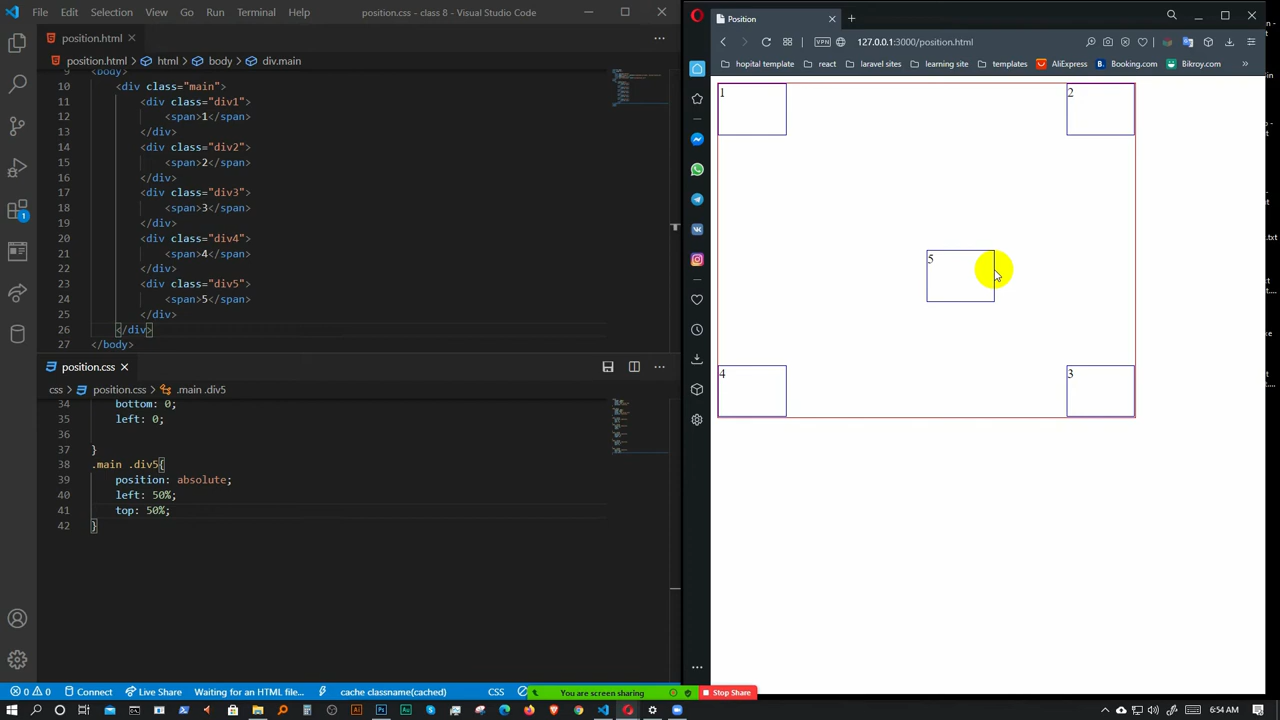 File Edit Selection View Go Run Terminal Help position.css - class 8 - Visual Studio Code
position.html
position.html > html > body > div.main
9 <body>
10 <div class="main">
11 <div class="div1">
12 <span>1</span>
13 </div>
14 <div class="div2">
15 <span>2</span>
16 </div>
17 <div class="div3">
18 <span>3</span>
19 </div>
20 <div class="div4">
21 <span>4</span>
22 </div>
23 <div class="div5">
24 <span>5</span>
25 </div>
26 </div>
27 </body>
position.css
css > position.css > .main .div5
34 bottom: 0;
35 left: 0;
36
37 }
38 .main .div5{
39 position: absolute;
40 left: 50%;
41 top: 50%;
42 }
1
0 0 Connect Live Share Waiting for an HTML file... cache classname(cached) CSS
You are screen sharing Stop Share
Position
VPN 127.0.0.1:3000/position.html
hopital template react laravel sites learning site templates AliExpress Booking.com Bikroy.com
1 2
5
4 3
.txt
6:54 AM